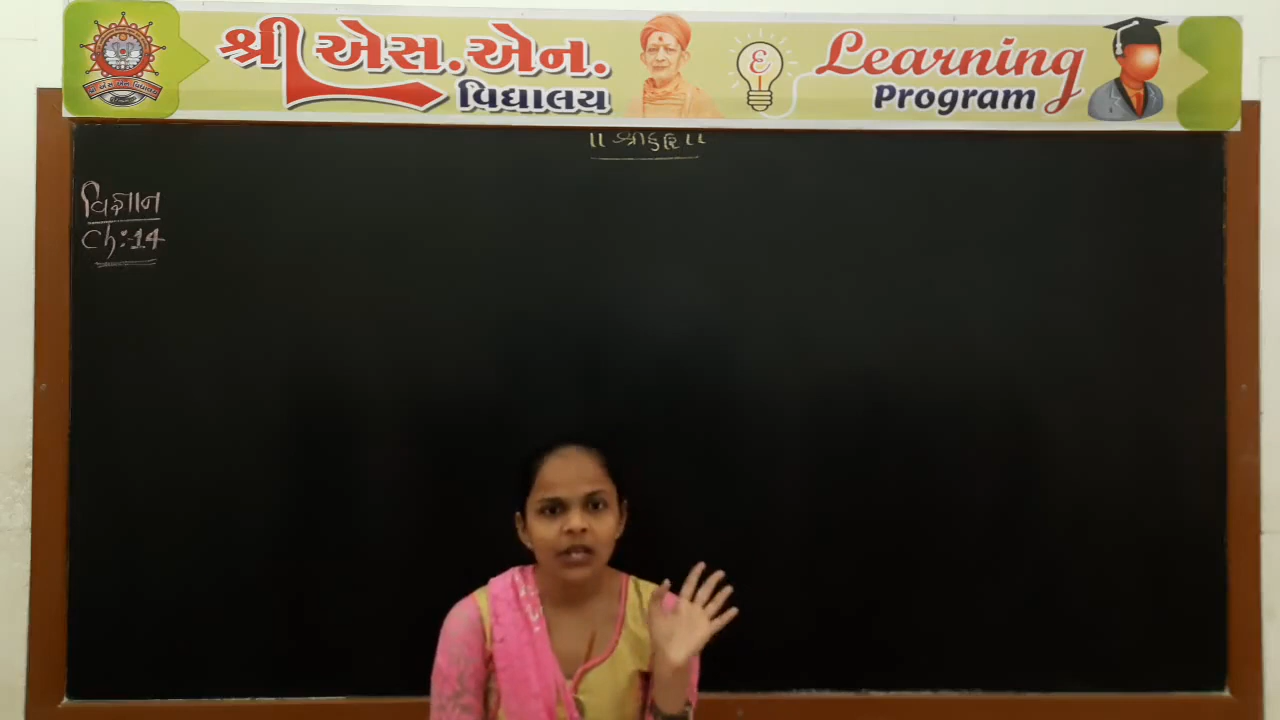 શ્રી એસ.એન.
વિદ્યાલય
Learning
Program
॥ શ્રીહરિ ॥
વિજ્ઞાન
Ch:-14